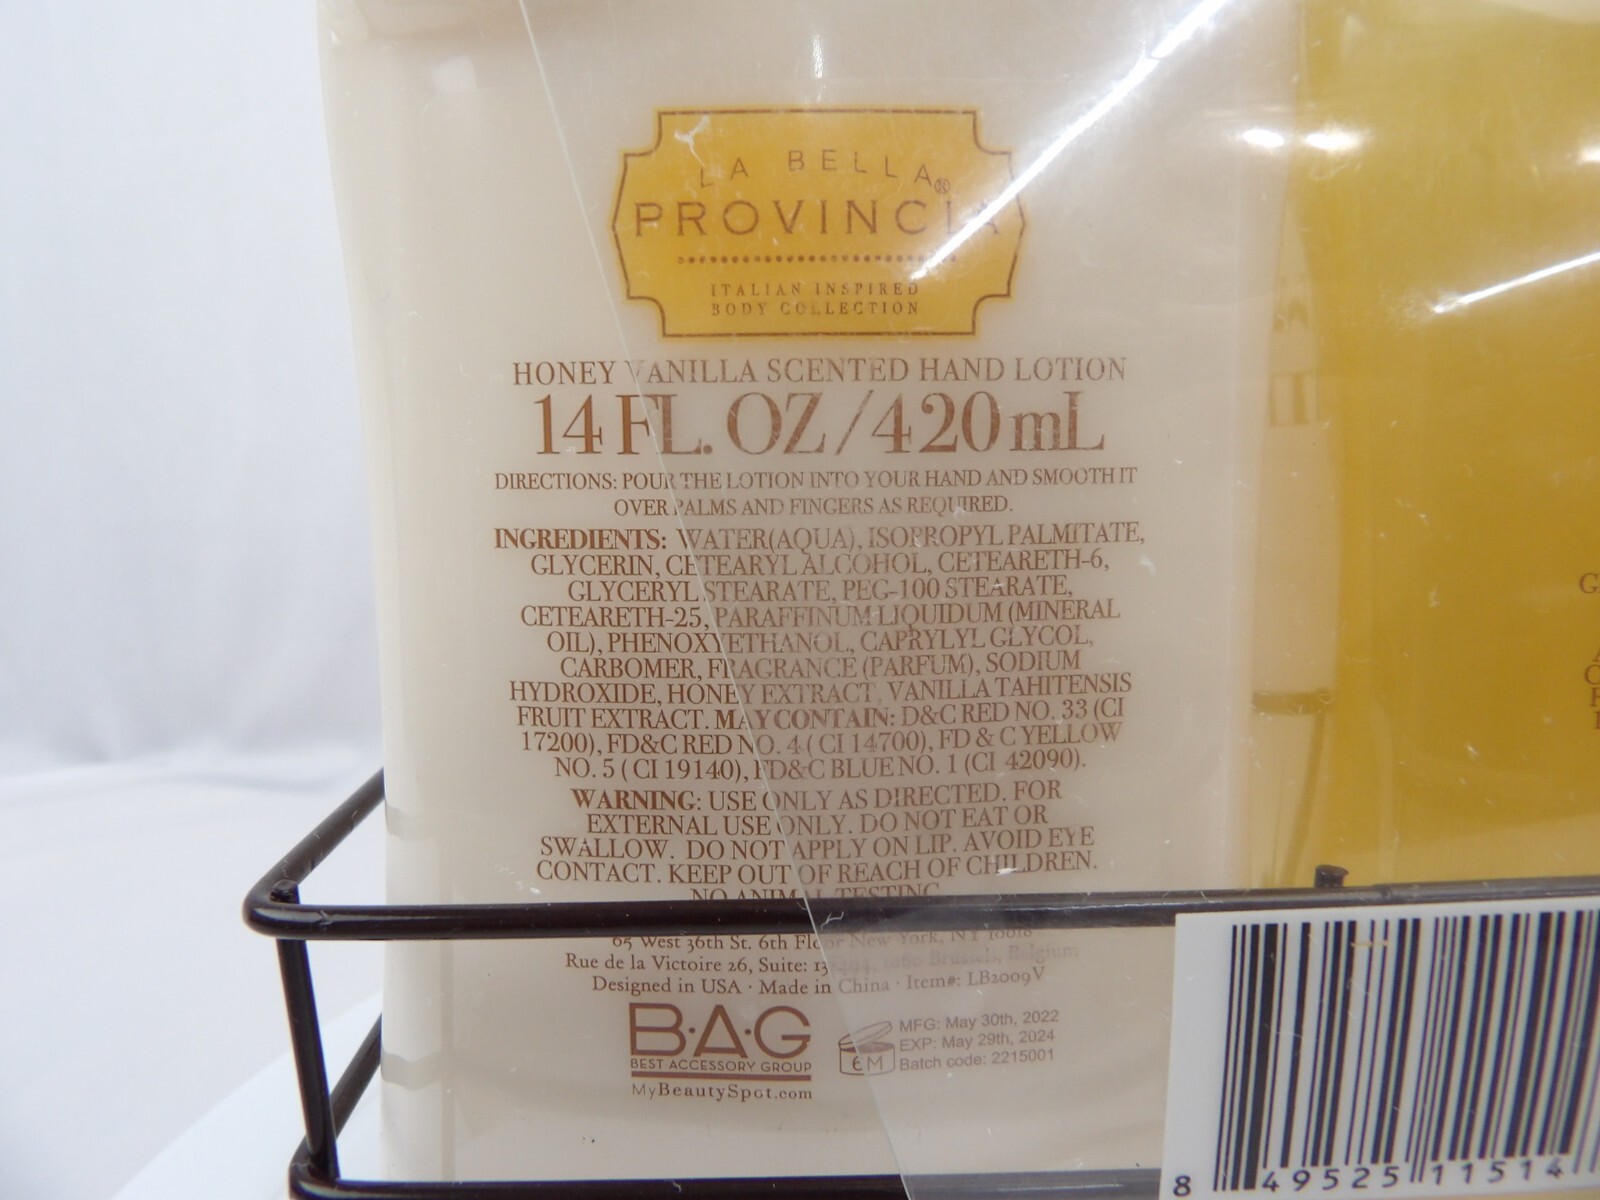 LA BELLA®
PROVINCIA
ITALIAN INSPIRED
BODY COLLECTION
HONEY VANILLA SCENTED HAND LOTION
14 FL. OZ/420 mL
DIRECTIONS: POUR THE LOTION INTO YOUR HAND AND SMOOTH IT
OVER PALMS AND FINGERS AS REQUIRED.
INGREDIENTS: WATER(AQUA), ISOPROPYL PALMITATE,
GLYCERIN, CETEARYL ALCOHOL, CETEARETH-6,
GLYCERYL STEARATE, PEG-100 STEARATE,
CETEARETH-25, PARAFFINUM LIQUIDUM (MINERAL
OIL), PHENOXYETHANOL, CAPRYLYL GLYCOL,
CARBOMER, FRAGRANCE (PARFUM), SODIUM
HYDROXIDE, HONEY EXTRACT, VANILLA TAHITENSIS
FRUIT EXTRACT. MAY CONTAIN: D&C RED NO. 33 (CI
17200), FD&C RED NO. 4 ( CI 14700), FD & C YELLOW
NO. 5 ( CI 19140), FD&C BLUE NO. 1 (CI 42090).
WARNING: USE ONLY AS DIRECTED. FOR
EXTERNAL USE ONLY. DO NOT EAT OR
SWALLOW. DO NOT APPLY ON LIP. AVOID EYE
CONTACT. KEEP OUT OF REACH OF CHILDREN.
NO ANIMAL TESTING
65 West 36th St. 6th Floor New York, NY 10018
Rue de la Victoire 26, Suite: 1060 Brussels, Belgium
Designed in USA · Made in China · Item#: LB2009V
B·A·G
BEST ACCESSORY GROUP
MyBeautySpot.com
6M
MFG: May 30th, 2022
EXP: May 29th, 2024
Batch code: 2215001
8 49525 11514